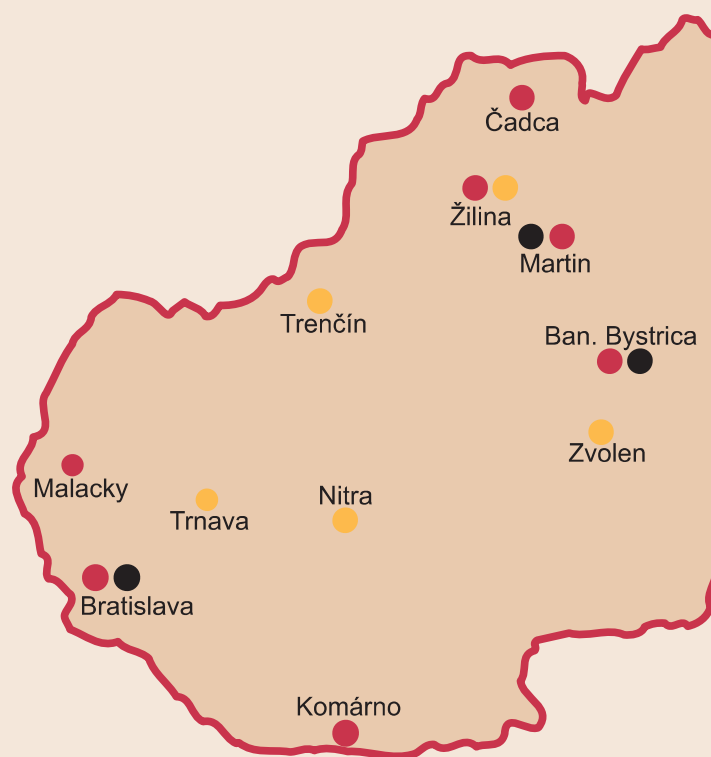 Čadca
Žilina
Martin
Trenčín
Ban. Bystrica
Zvolen
Malacky
Nitra
Trnava
Bratislava
Komárno